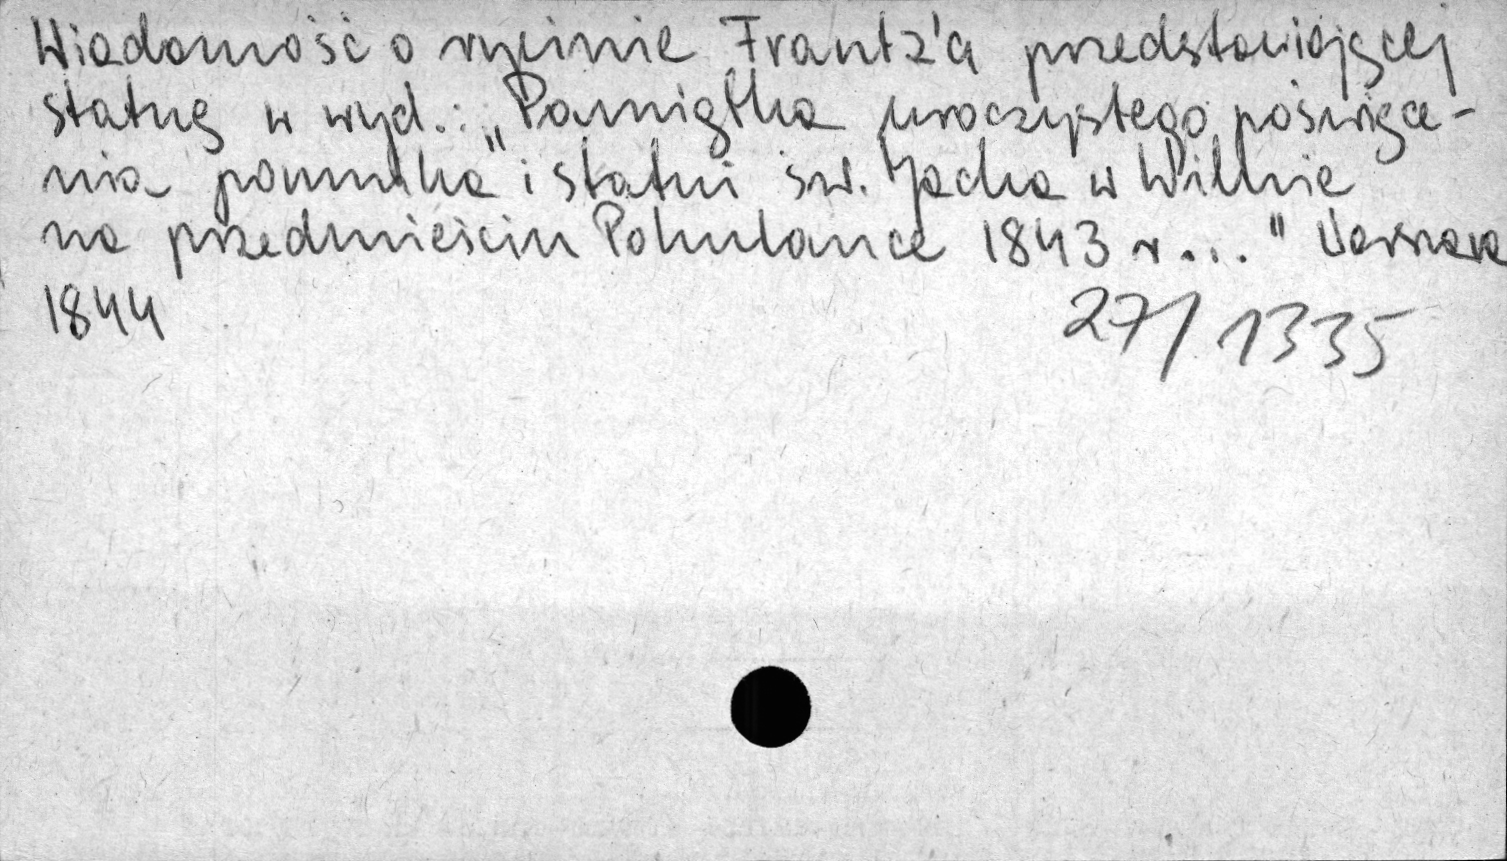 Wiadomość o rycinie Frantz'a przedstawiającej
statuę w wyd.: „Pamiątka uroczystego poświęce-
nia pomnika i statui św. Jacka w Wilnie
na przedmieściu Pohulance 1843 r..." Warszawa
1844
27/1335